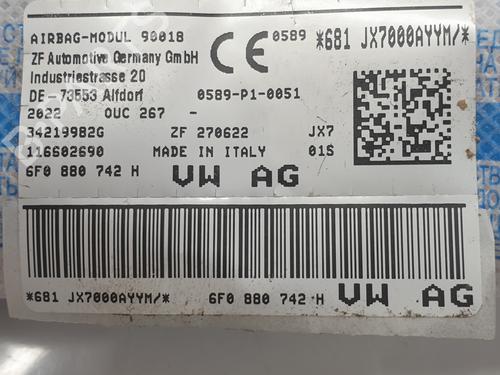 AIRBAG-MODUL 90018
ZF Automotive Germany GmbH
Industriestrasse 20
DE-73553 Alfdorf
CE 0589
*681 JX7000AYYM/*
0589-P1-0051
2022 OUC 267 -
34219982G ZF 270622 JX7
116602690 MADE IN ITALY 01S
6F0 880 742 H VW AG
*681 JX7000AYYM/* 6F0 880 742 H VW AG